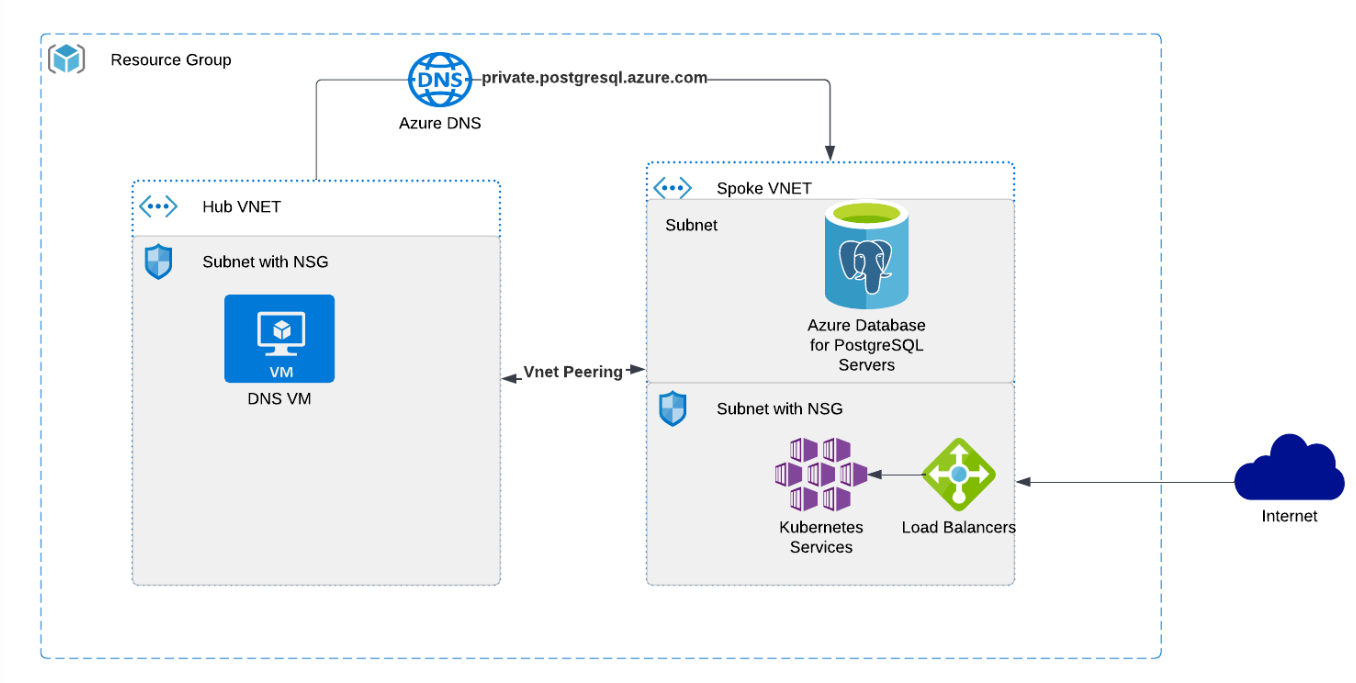 Resource Group
DNS
private.postgresql.azure.com
Azure DNS
Hub VNET
Subnet with NSG
VM
DNS VM
Vnet Peering
Spoke VNET
Subnet
Azure Database
for PostgreSQL
Servers
Subnet with NSG
Kubernetes
Services
Load Balancers
Internet